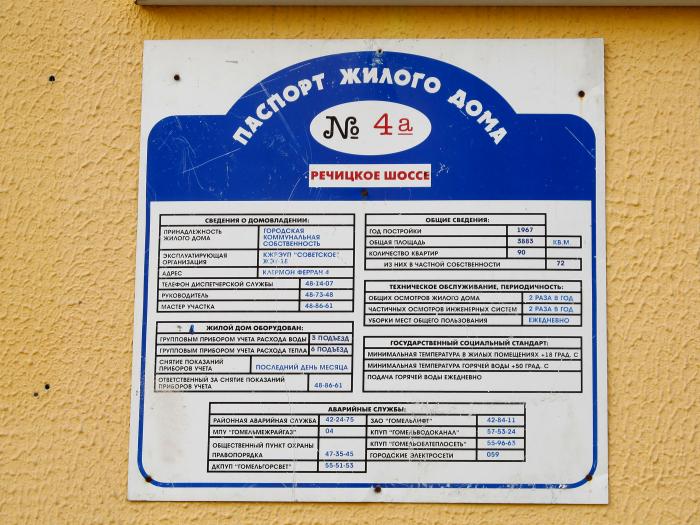 ПАСПОРТ ЖИЛОГО ДОМА
№ 4а
РЕЧИЦКОЕ ШОССЕ
СВЕДЕНИЯ О ДОМОВЛАДЕНИИ:
ПРИНАДЛЕЖНОСТЬ ЖИЛОГО ДОМА ГОРОДСКАЯ КОММУНАЛЬНАЯ СОБСТВЕННОСТЬ
ЭКСПЛУАТИРУЮЩАЯ ОРГАНИЗАЦИЯ КЖРЭУП "СОВЕТСКОЕ"
АДРЕС КЛЕРМОН ФЕРРАН 4
ТЕЛЕФОН ДИСПЕТЧЕРСКОЙ СЛУЖБЫ 48-14-07
РУКОВОДИТЕЛЬ 48-73-48
МАСТЕР УЧАСТКА 48-86-61
ЖИЛОЙ ДОМ ОБОРУДОВАН:
ГРУППОВЫМ ПРИБОРОМ УЧЕТА РАСХОДА ВОДЫ 3 ПОДЪЕЗД
ГРУППОВЫМ ПРИБОРОМ УЧЕТА РАСХОДА ТЕПЛА 6 ПОДЪЕЗД
СНЯТИЕ ПОКАЗАНИЙ ПРИБОРОВ УЧЕТА ПОСЛЕДНИЙ ДЕНЬ МЕСЯЦА
ОТВЕТСТВЕННЫЙ ЗА СНЯТИЕ ПОКАЗАНИЙ ПРИБОРОВ УЧЕТА 48-86-61
ОБЩИЕ СВЕДЕНИЯ:
ГОД ПОСТРОЙКИ 1967
ОБЩАЯ ПЛОЩАДЬ 3883 КВ.М.
КОЛИЧЕСТВО КВАРТИР 90
ИЗ НИХ В ЧАСТНОЙ СОБСТВЕННОСТИ 72
ТЕХНИЧЕСКОЕ ОБСЛУЖИВАНИЕ, ПЕРИОДИЧНОСТЬ:
ОБЩИХ ОСМОТРОВ ЖИЛОГО ДОМА 2 РАЗА В ГОД
ЧАСТИЧНЫХ ОСМОТРОВ ИНЖЕНЕРНЫХ СИСТЕМ 2 РАЗА В ГОД
УБОРКИ МЕСТ ОБЩЕГО ПОЛЬЗОВАНИЯ ЕЖЕДНЕВНО
ГОСУДАРСТВЕННЫЙ СОЦИАЛЬНЫЙ СТАНДАРТ:
МИНИМАЛЬНАЯ ТЕМПЕРАТУРА В ЖИЛЫХ ПОМЕЩЕНИЯХ +18 ГРАД. С
МИНИМАЛЬНАЯ ТЕМПЕРАТУРА ГОРЯЧЕЙ ВОДЫ +50 ГРАД. С
ПОДАЧА ГОРЯЧЕЙ ВОДЫ ЕЖЕДНЕВНО
АВАРИЙНЫЕ СЛУЖБЫ:
РАЙОННАЯ АВАРИЙНАЯ СЛУЖБА 42-24-75
МПУ "ГОМЕЛЬМЕЖРАЙГАЗ" 04
ОБЩЕСТВЕННЫЙ ПУНКТ ОХРАНЫ ПРАВОПОРЯДКА 47-35-45
ДКПУП "ГОМЕЛЬГОРСВЕТ" 55-51-53
ЗАО "ГОМЕЛЬЛИФТ" 42-84-11
КПУП "ГОМЕЛЬВОДОКАНАЛ" 57-53-24
КПУП "ГОМЕЛЬОБЛТЕПЛОСЕТЬ" 55-96-63
ГОРОДСКИЕ ЭЛЕКТРОСЕТИ 059